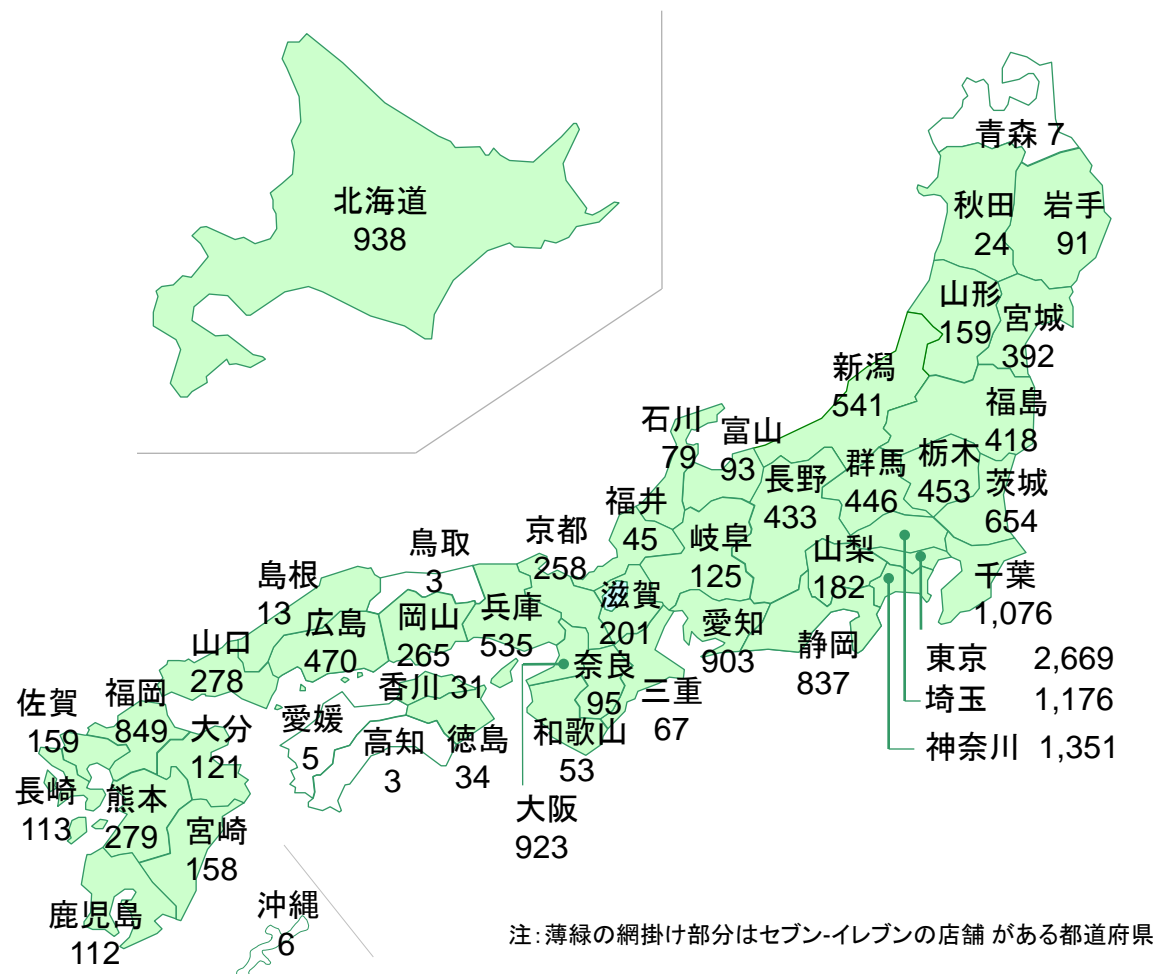 北海道
938
青森 7
秋田
24
岩手
91
山形
159
宮城
392
新潟
541
福島
418
石川
79
富山
93
長野
433
群馬
446
栃木
453
茨城
654
福井
45
岐阜
125
山梨
182
千葉
1,076
京都
258
滋賀
201
愛知
903
静岡
837
東京 2,669
埼玉 1,176
神奈川 1,351
鳥取
3
島根
13
岡山
265
兵庫
535
広島
470
山口
278
奈良
95
三重
67
和歌山
53
大阪
923
香川 31
徳島
34
愛媛
5
高知
3
福岡
849
佐賀
159
大分
121
長崎
113
熊本
279
宮崎
158
鹿児島
112
沖縄
6
注:薄緑の網掛け部分はセブン-イレブンの店舗 がある都道府県